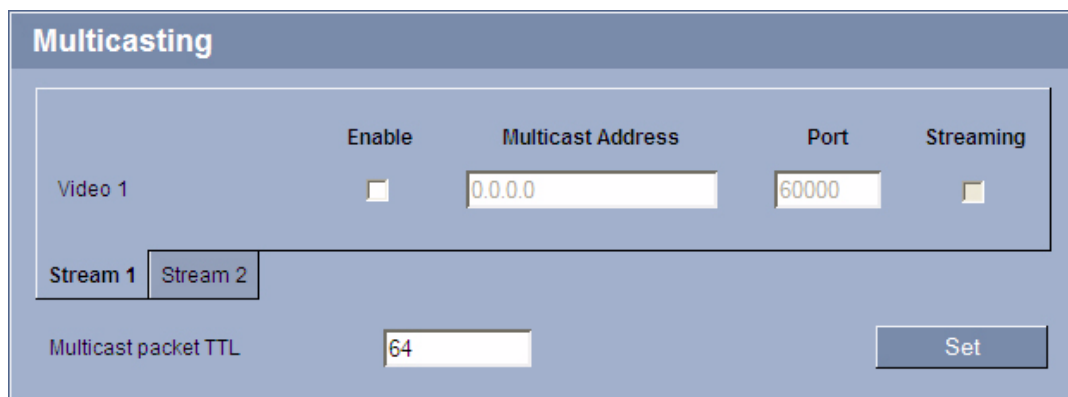 Multicasting
Enable Multicast Address Port Streaming
Video 1 0.0.0.0 60000
Stream 1 Stream 2
Multicast packet TTL 64 Set